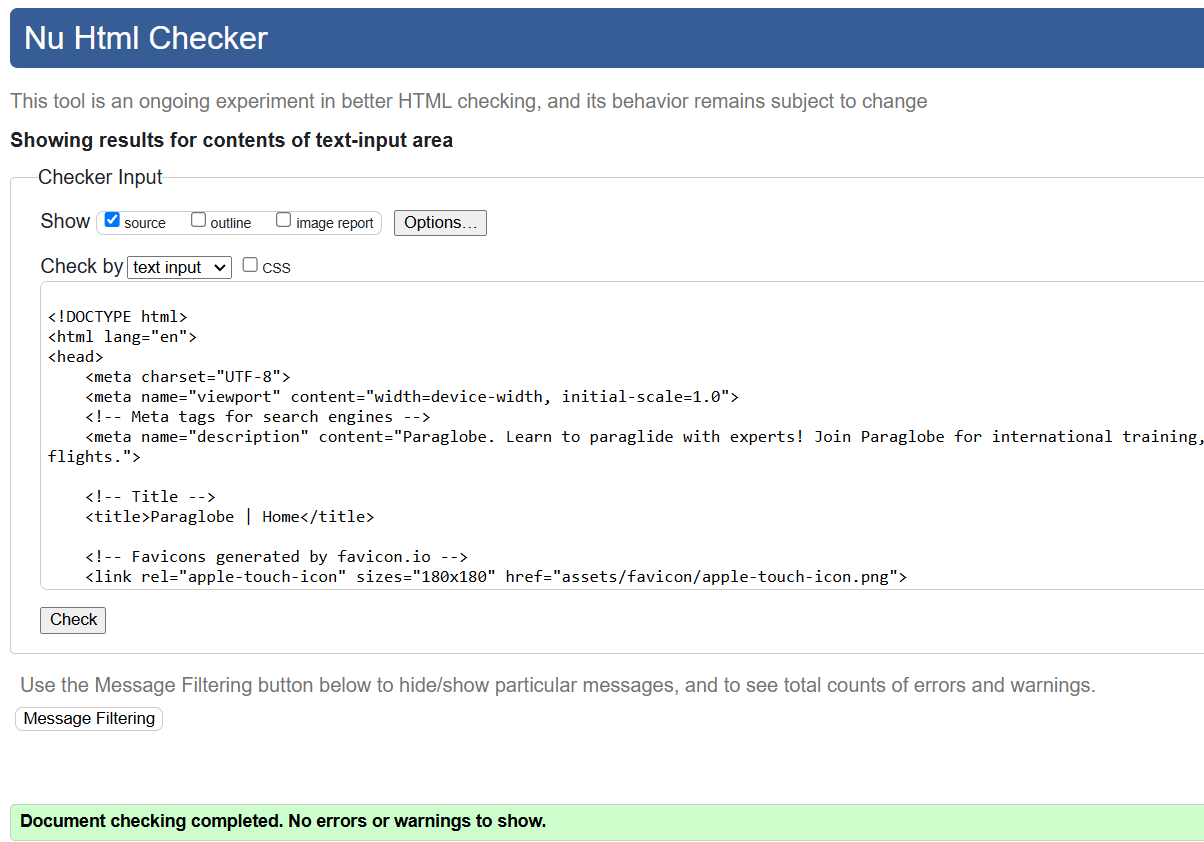 Nu Html Checker
This tool is an ongoing experiment in better HTML checking, and its behavior remains subject to change
Showing results for contents of text-input area
Checker Input
Show source outline image report Options...
Check by text input CSS
<!DOCTYPE html>
<html lang="en">
<head>
    <meta charset="UTF-8">
    <meta name="viewport" content="width=device-width, initial-scale=1.0">
    <!-- Meta tags for search engines -->
    <meta name="description" content="Paraglobe. Learn to paraglide with experts! Join Paraglobe for international training,
flights.">
    <!-- Title -->
    <title>Paraglobe | Home</title>
    <!-- Favicons generated by favicon.io -->
    <link rel="apple-touch-icon" sizes="180x180" href="assets/favicon/apple-touch-icon.png">
Check
Use the Message Filtering button below to hide/show particular messages, and to see total counts of errors and warnings.
Message Filtering
Document checking completed. No errors or warnings to show.